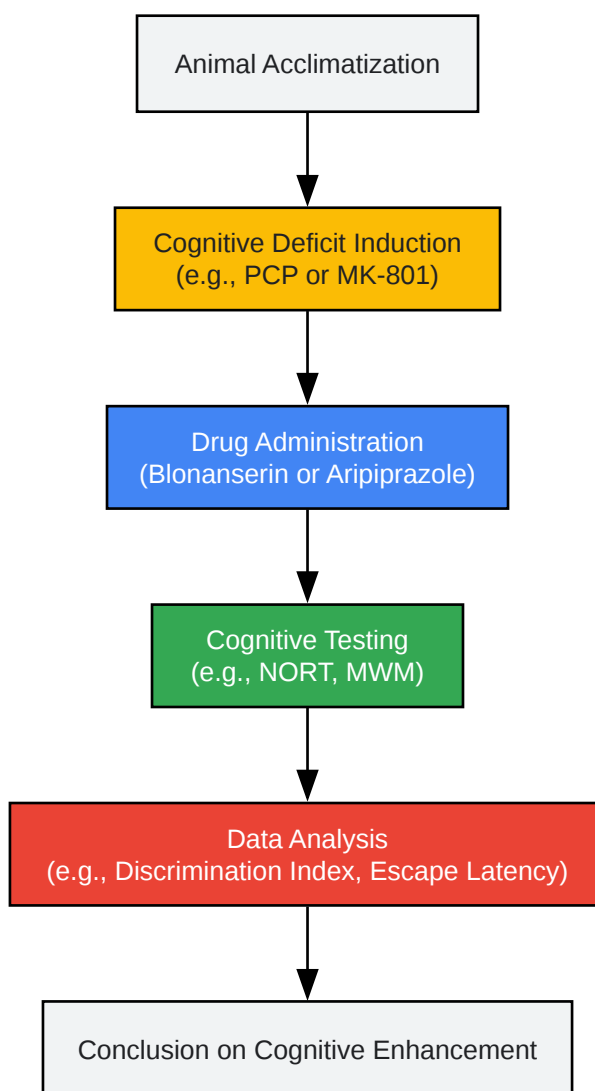 Animal Acclimatization
Cognitive Deficit Induction
(e.g., PCP or MK-801)
Drug Administration
(Blonanserin or Aripiprazole)
Cognitive Testing
(e.g., NORT, MWM)
Data Analysis
(e.g., Discrimination Index, Escape Latency)
Conclusion on Cognitive Enhancement